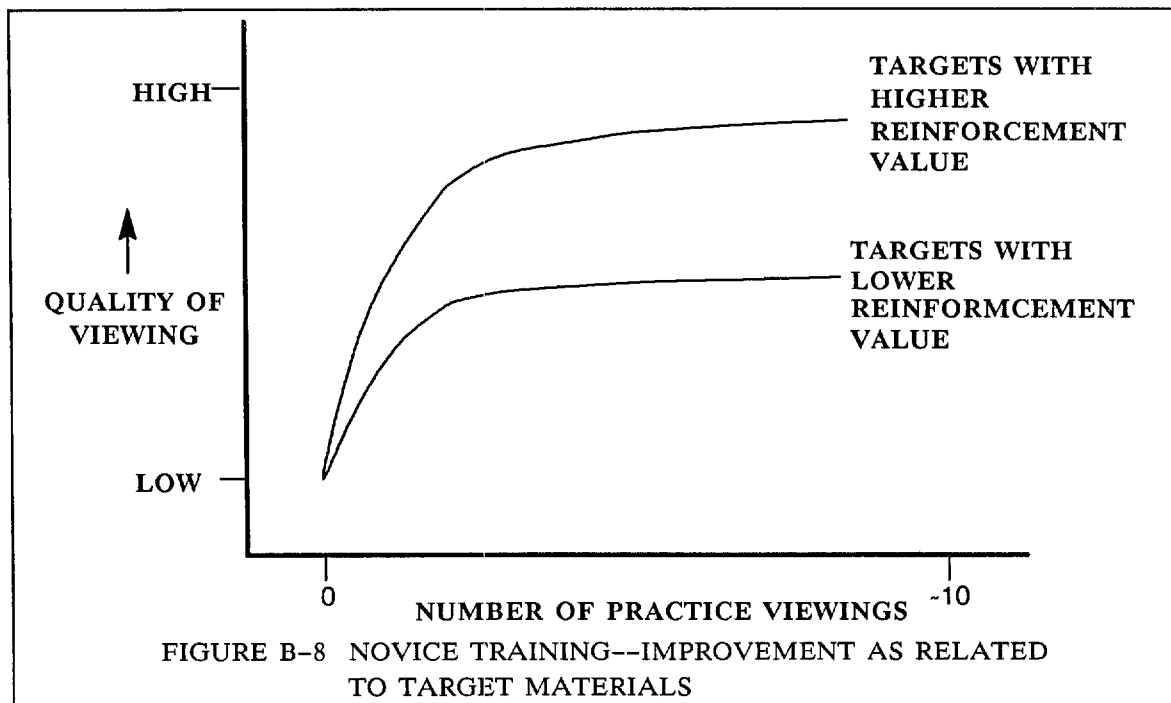 HIGH
TARGETS WITH
HIGHER
REINFORCEMENT
VALUE
TARGETS WITH
LOWER
REINFORMCEMENT
VALUE
QUALITY OF
VIEWING
LOW
0
~10
NUMBER OF PRACTICE VIEWINGS
FIGURE B-8 NOVICE TRAINING--IMPROVEMENT AS RELATED
TO TARGET MATERIALS